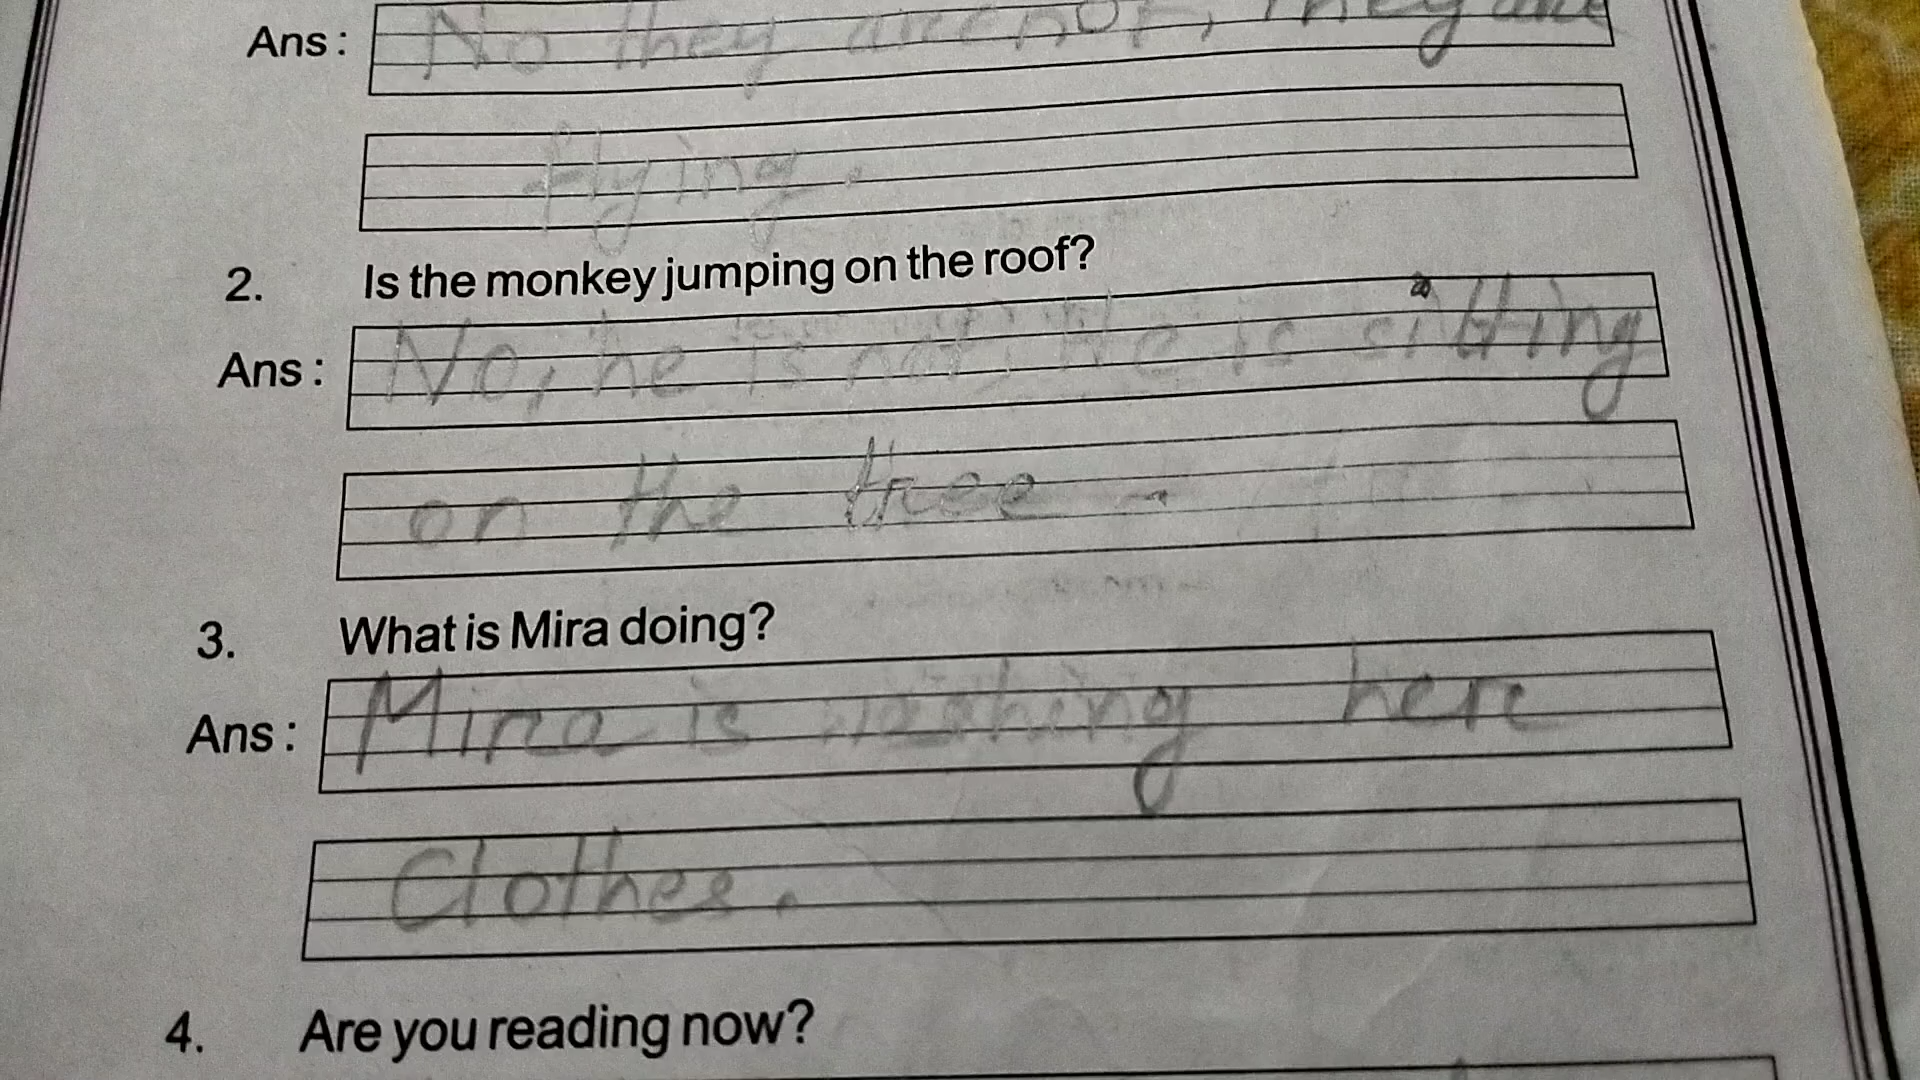 Ans : No they are not, They are
flying.
2. Is the monkey jumping on the roof?
Ans : No, he is not, He is sitting
on the tree -
3. What is Mira doing?
Ans : Mira is washing here
Clothes.
4. Are you reading now?